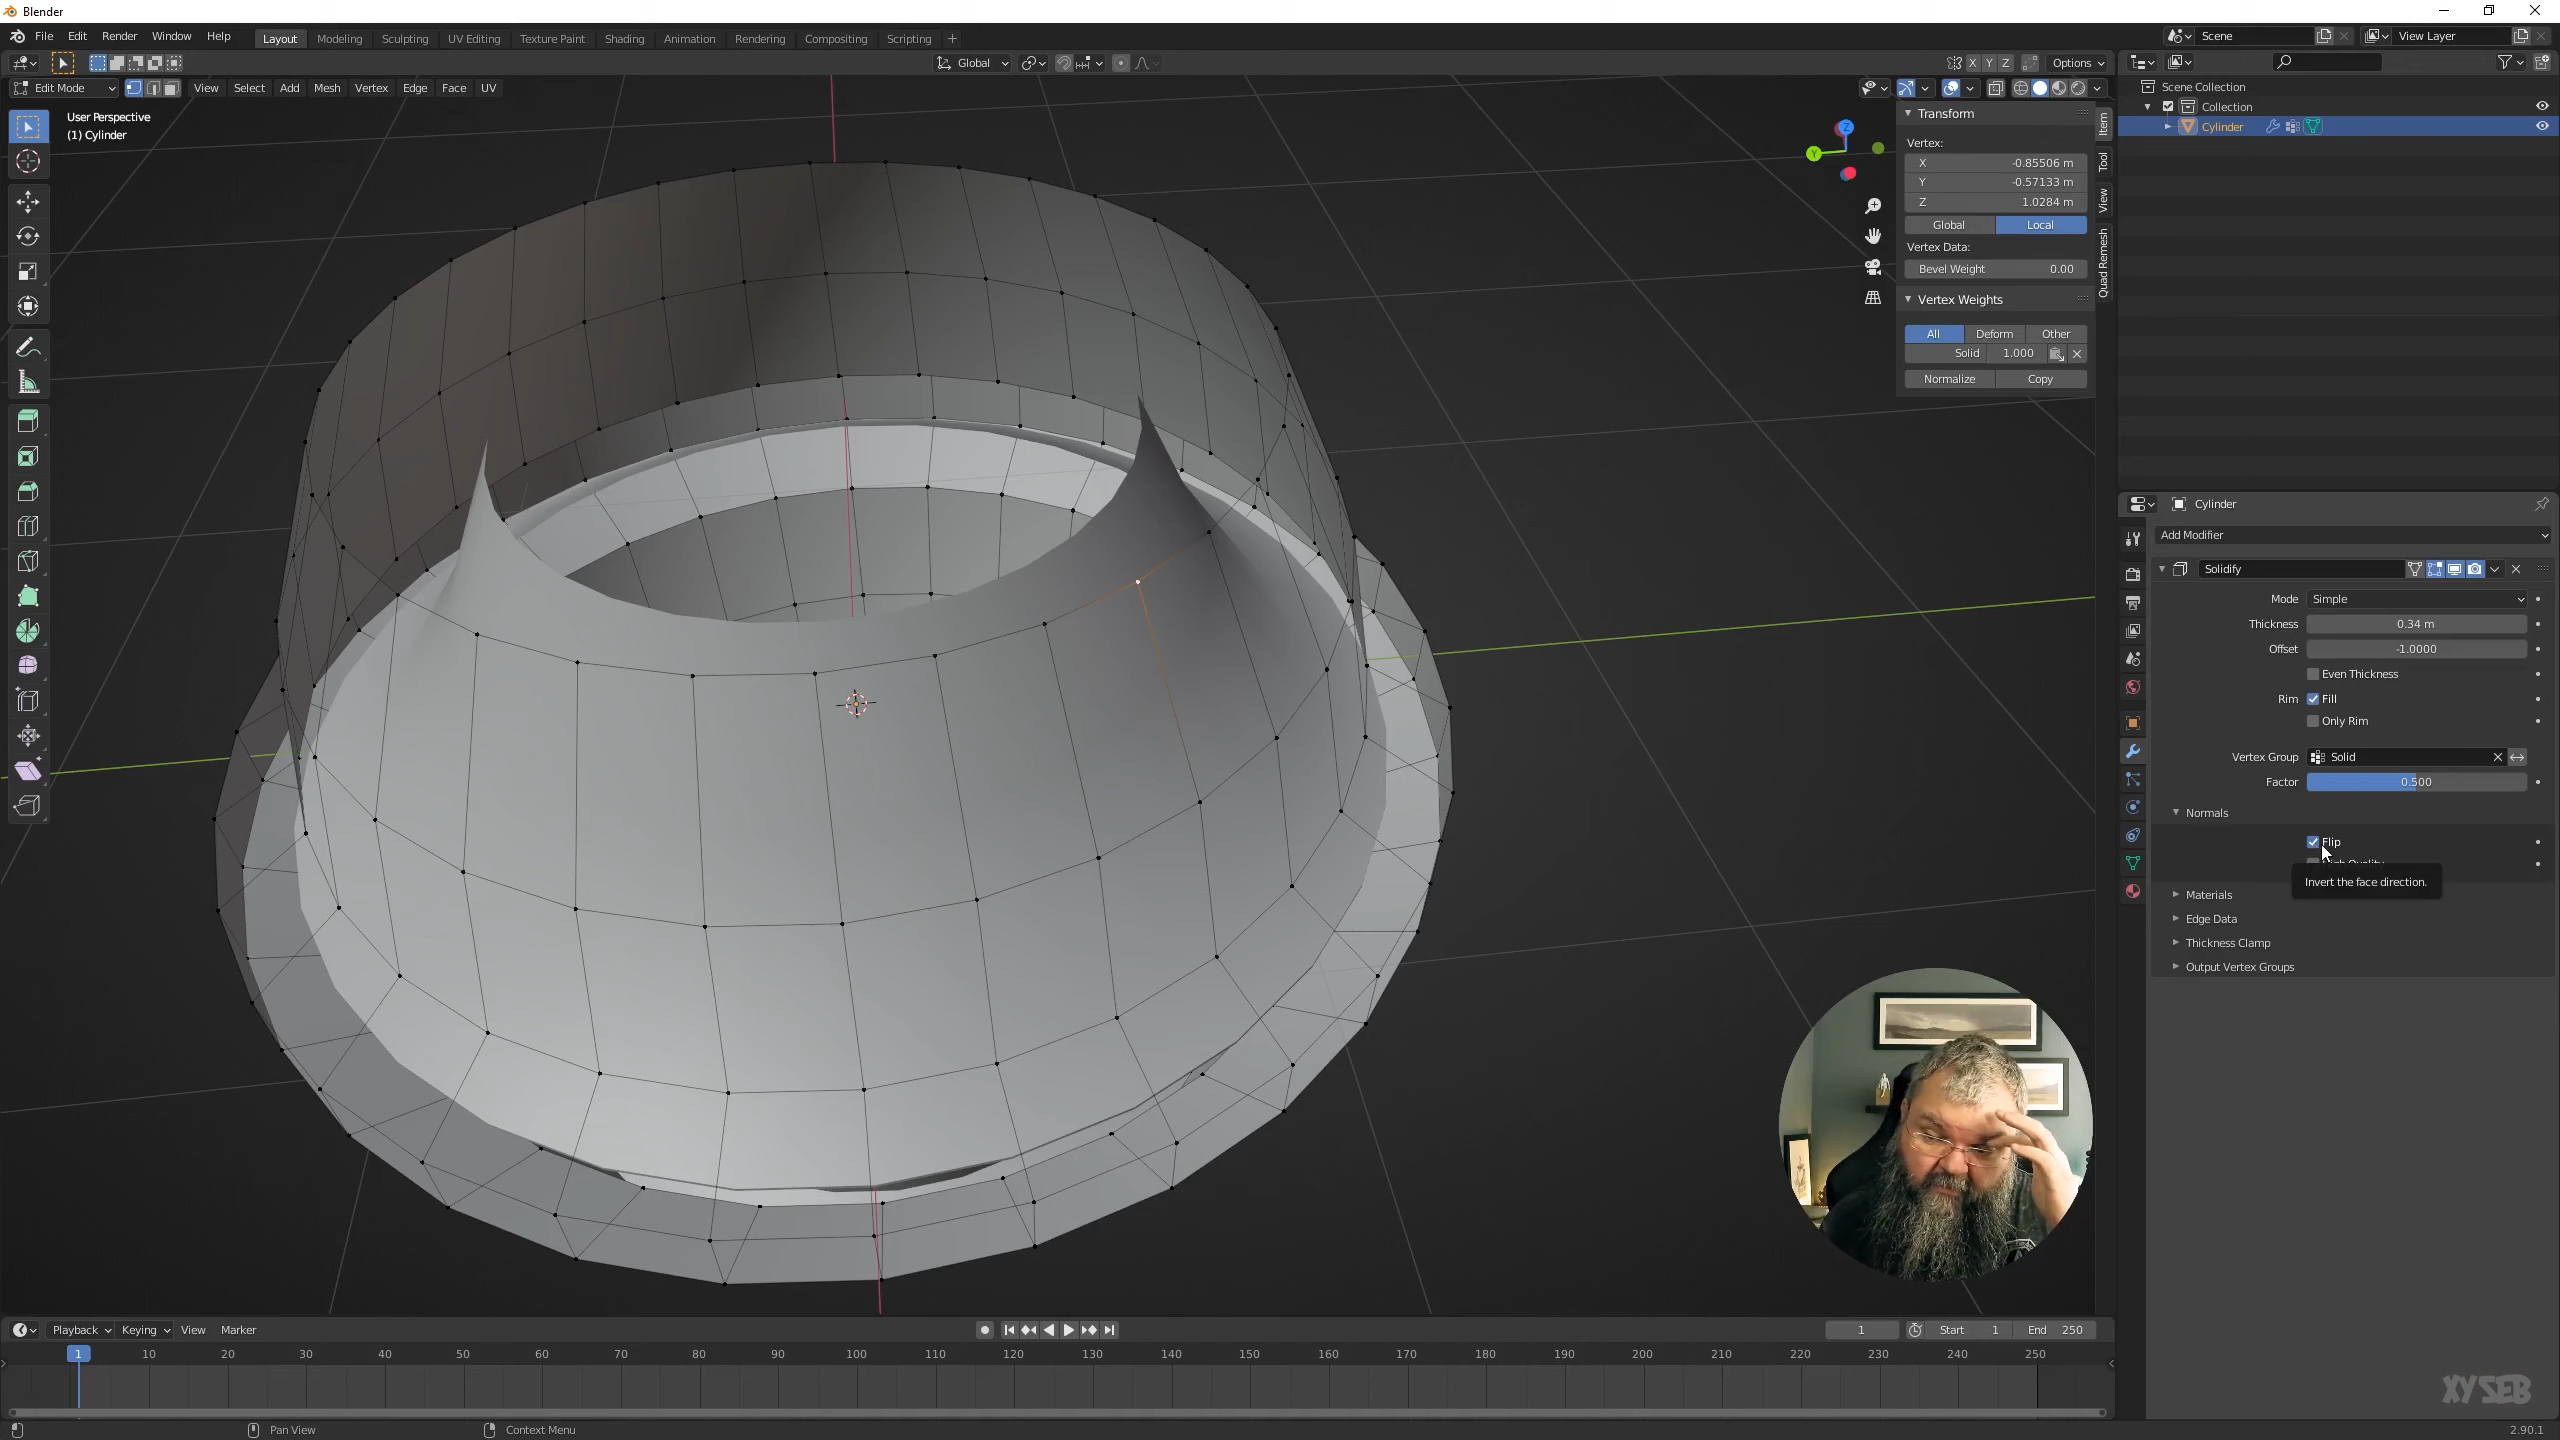 Blender
File Edit Render Window Help
Layout Modeling Sculpting UV Editing Texture Paint Shading Animation Rendering Compositing Scripting +
Scene
View Layer
Global
X Y Z Options
Edit Mode View Select Add Mesh Vertex Edge Face UV
User Perspective
(1) Cylinder
Z
Y
Transform
Vertex:
X -0.85506 m
Y -0.57133 m
Z 1.0284 m
Global Local
Vertex Data:
Bevel Weight 0.00
Vertex Weights
All Deform Other
Solid 1.000
Normalize Copy
Item
Tool
View
Quad Remesh
Scene Collection
Collection
Cylinder
Cylinder
Add Modifier
Solidify
Mode Simple
Thickness 0.34 m
Offset -1.0000
Even Thickness
Rim Fill
Only Rim
Vertex Group Solid
Factor 0.500
Normals
Flip
High Quality
Invert the face direction.
Materials
Edge Data
Thickness Clamp
Output Vertex Groups
Playback Keying View Marker
1 Start 1 End 250
1 10 20 30 40 50 60 70 80 90 100 110 120 130 140 150 160 170 180 190 200 210 220 230 240 250
XYSEB
Pan View Context Menu
2.90.1